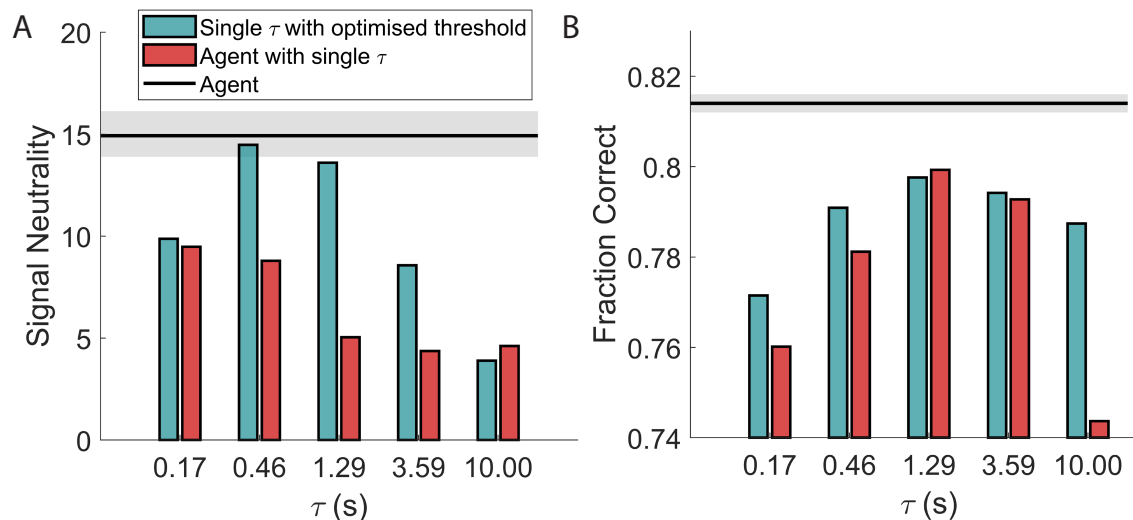 A
Single τ with optimised threshold
Agent with single τ
Agent
Signal Neutrality
20
15
10
5
0
0.17 0.46 1.29 3.59 10.00
τ (s)
B
Fraction Correct
0.82
0.8
0.78
0.76
0.74
0.17 0.46 1.29 3.59 10.00
τ (s)